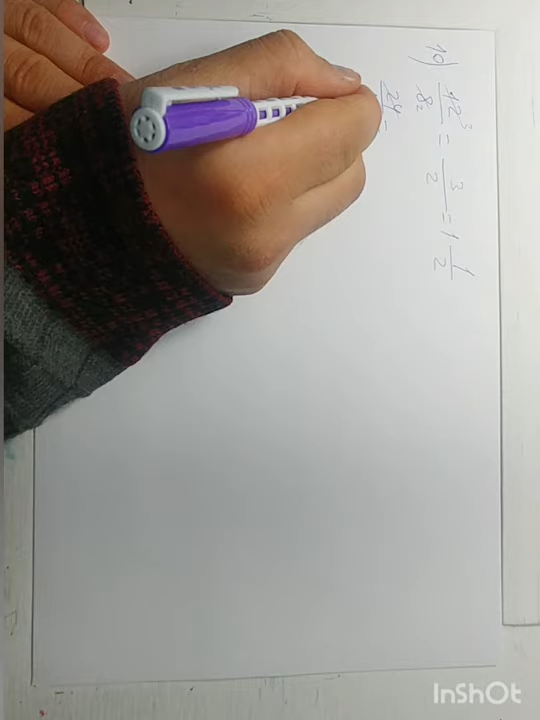 10) 12³/8₂ = 3/2 = 1 1/2
24/ =
InShOt